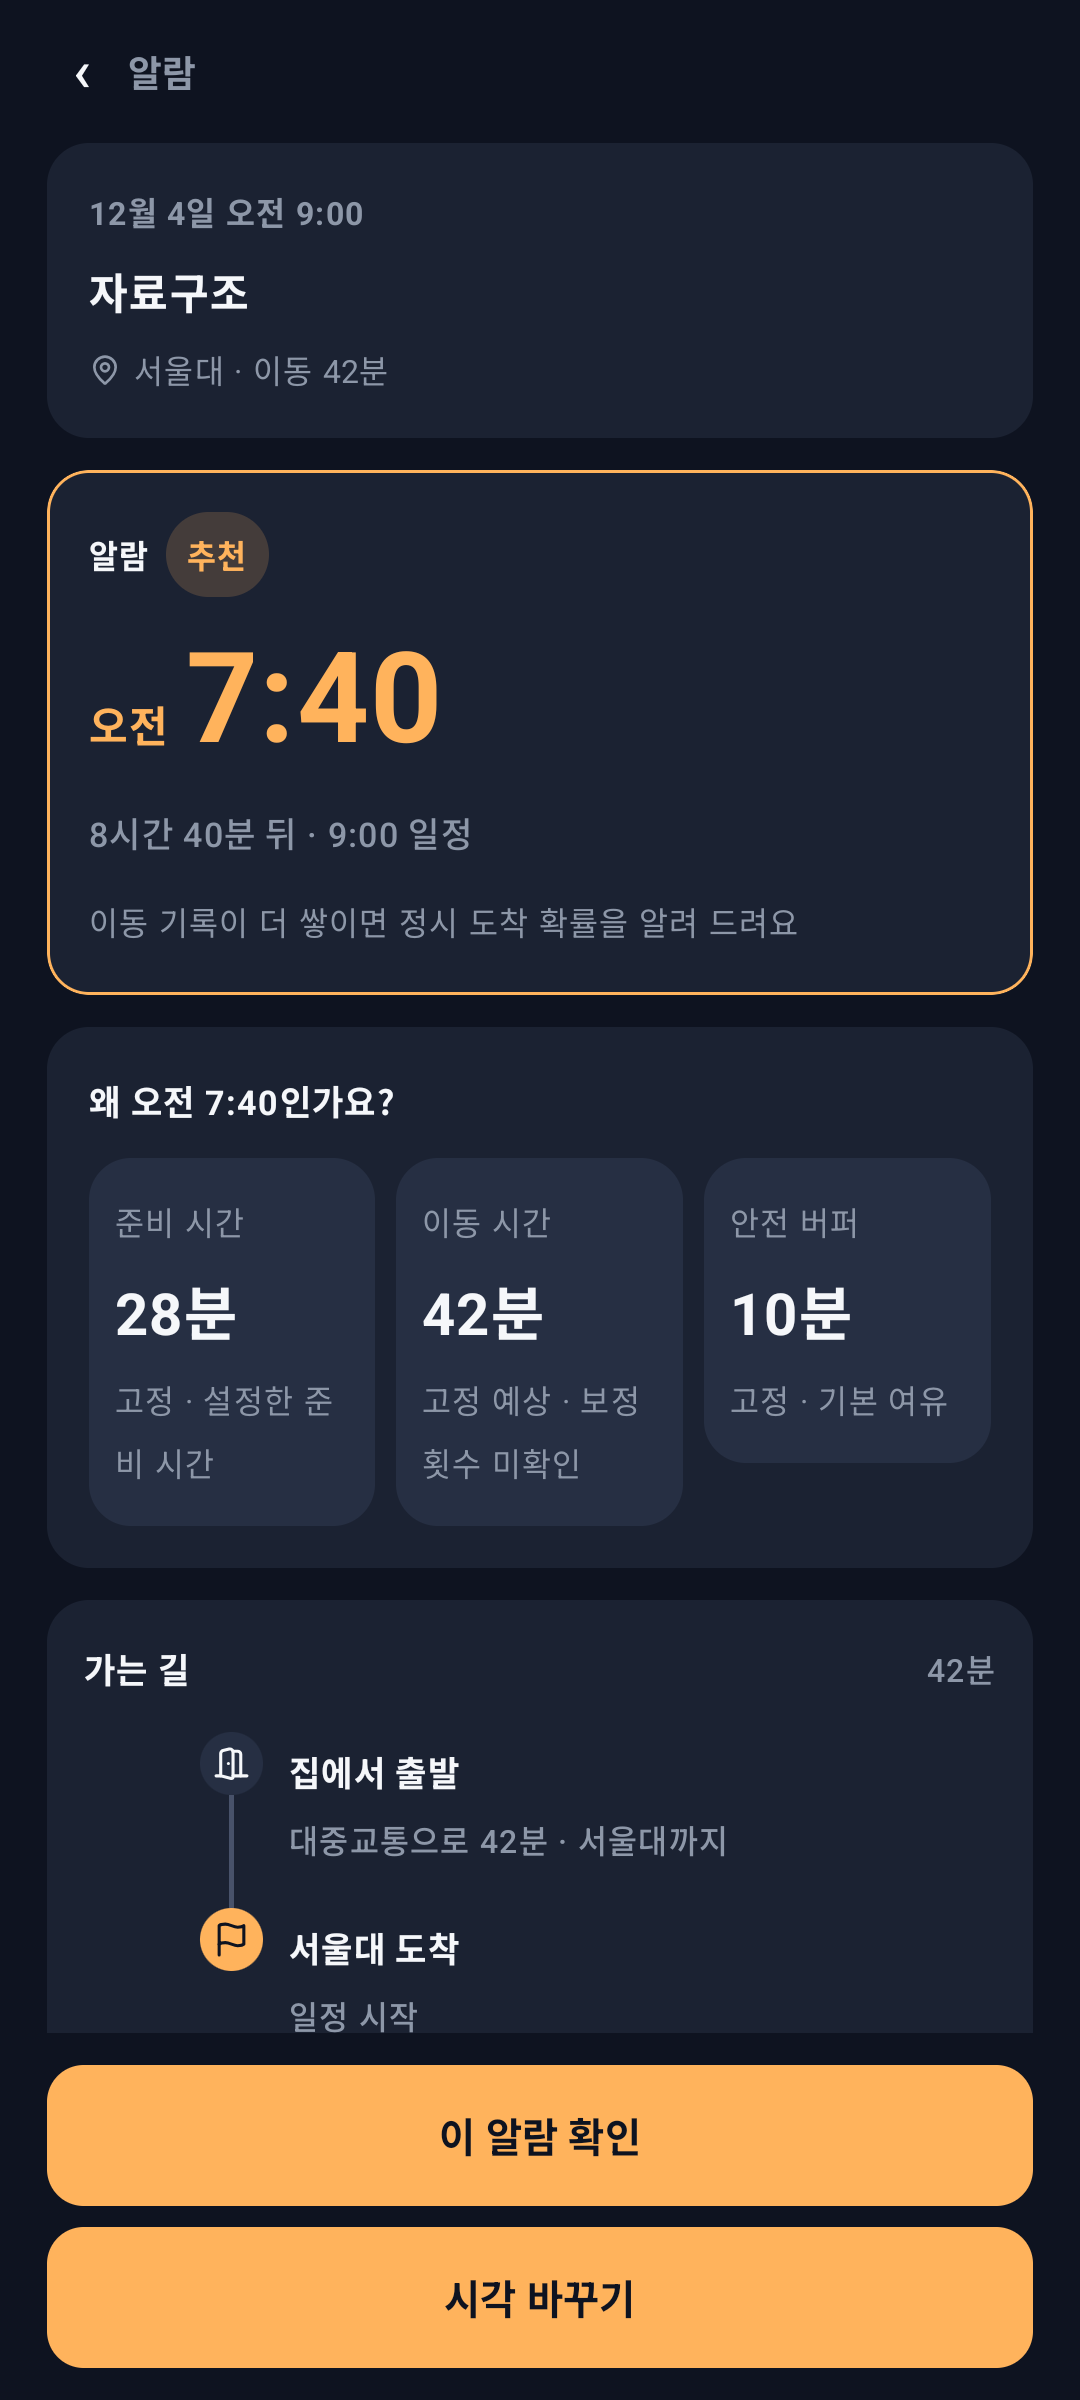 알람
12월 4일 오전 9:00
자료구조
서울대 · 이동 42분
알람 추천
오전 7:40
8시간 40분 뒤 · 9:00 일정
이동 기록이 더 쌓이면 정시 도착 확률을 알려 드려요
왜 오전 7:40인가요?
준비 시간
28분
고정 · 설정한 준
비 시간
이동 시간
42분
고정 예상 · 보정
횟수 미확인
안전 버퍼
10분
고정 · 기본 여유
가는 길 42분
집에서 출발
대중교통으로 42분 · 서울대까지
서울대 도착
일정 시작
이 알람 확인
시각 바꾸기